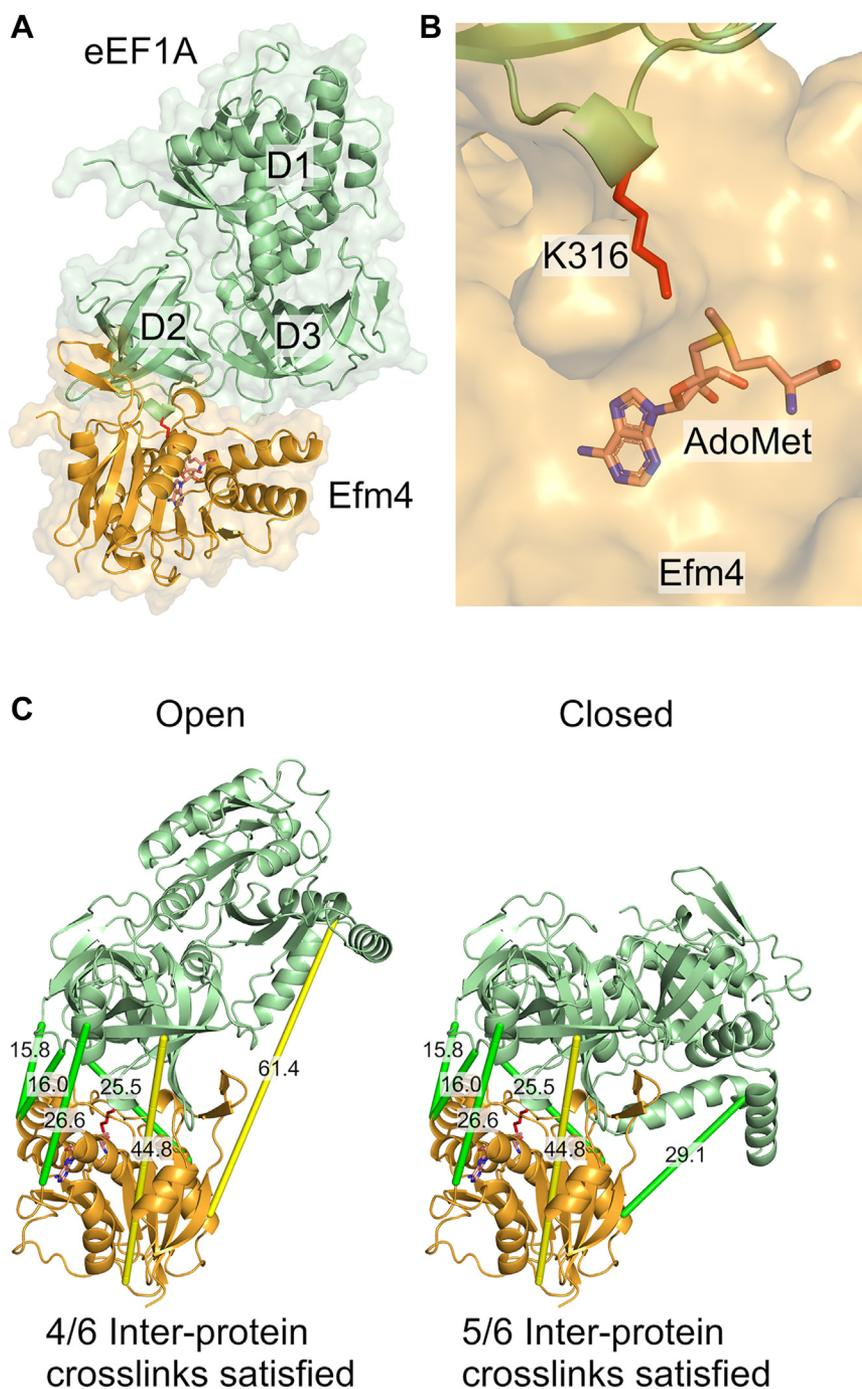 A
eEF1A
D1
D2
D3
Efm4
B
K316
AdoMet
Efm4
C
Open
Closed
15.8
16.0
25.5
26.6
44.8
61.4
15.8
16.0
25.5
26.6
44.8
29.1
4/6 Inter-protein
crosslinks satisfied
5/6 Inter-protein
crosslinks satisfied